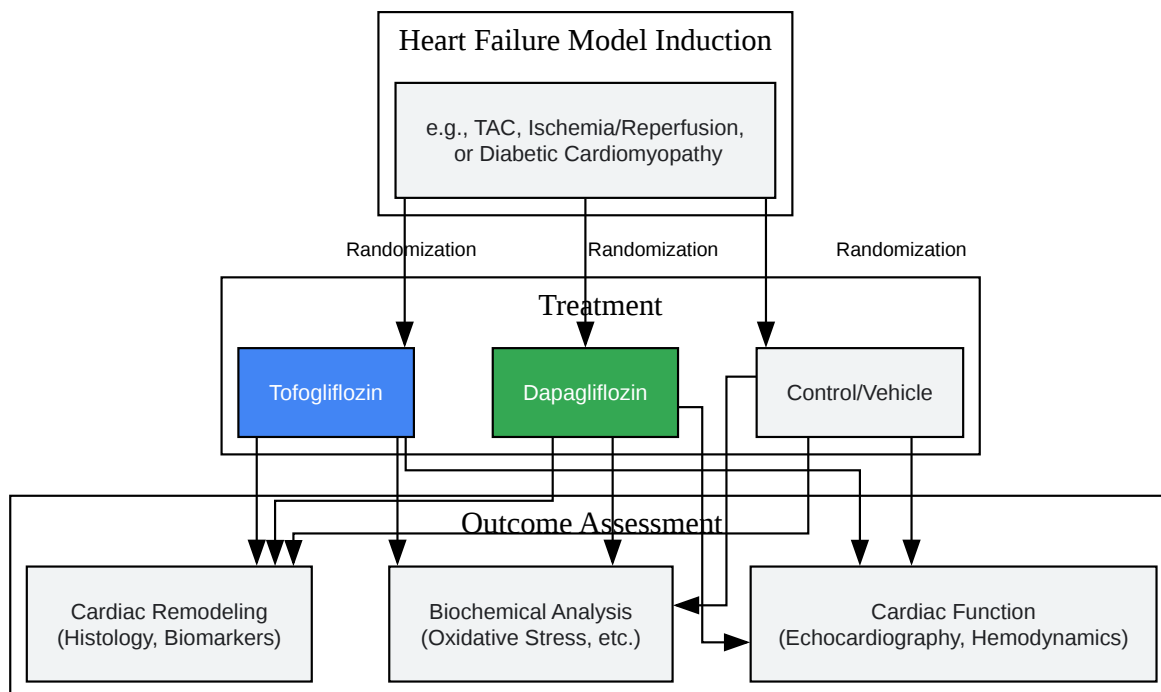 Heart Failure Model Induction
e.g., TAC, Ischemia/Reperfusion,
or Diabetic Cardiomyopathy
Randomization
Randomization
Randomization
Treatment
Tofogliflozin
Dapagliflozin
Control/Vehicle
Outcome Assessment
Cardiac Remodeling
(Histology, Biomarkers)
Biochemical Analysis
(Oxidative Stress, etc.)
Cardiac Function
(Echocardiography, Hemodynamics)